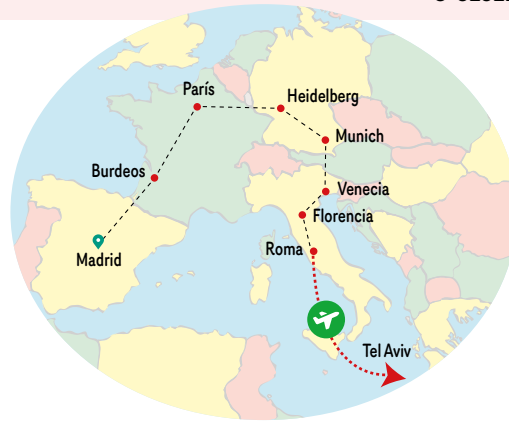 París
Heidelberg
Munich
Burdeos
Venecia
Florencia
Roma
Madrid
Tel Aviv